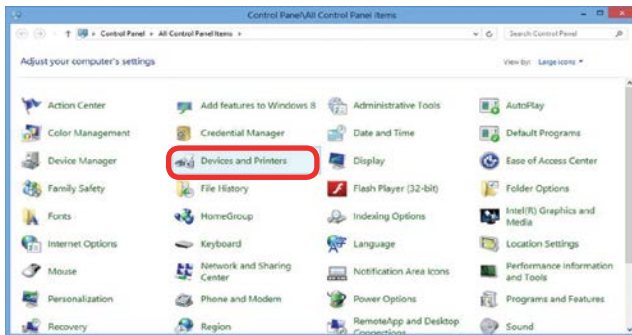 Control Panel\All Control Panel Items
Control Panel
All Control Panel Items
Search Control Panel
Adjust your computer's settings
View by: Large icons
Action Center
Add features to Windows 8
Administrative Tools
AutoPlay
Color Management
Credential Manager
Date and Time
Default Programs
Device Manager
Devices and Printers
Display
Ease of Access Center
Family Safety
File History
Flash Player (32-bit)
Folder Options
Fonts
HomeGroup
Indexing Options
Intel(R) Graphics and
Media
Internet Options
Keyboard
Language
Location Settings
Mouse
Network and Sharing
Center
Notification Area Icons
Performance Information
and Tools
Personalization
Phone and Modem
Power Options
Programs and Features
Recovery
Region
RemoteApp and Desktop
Connections
Sound